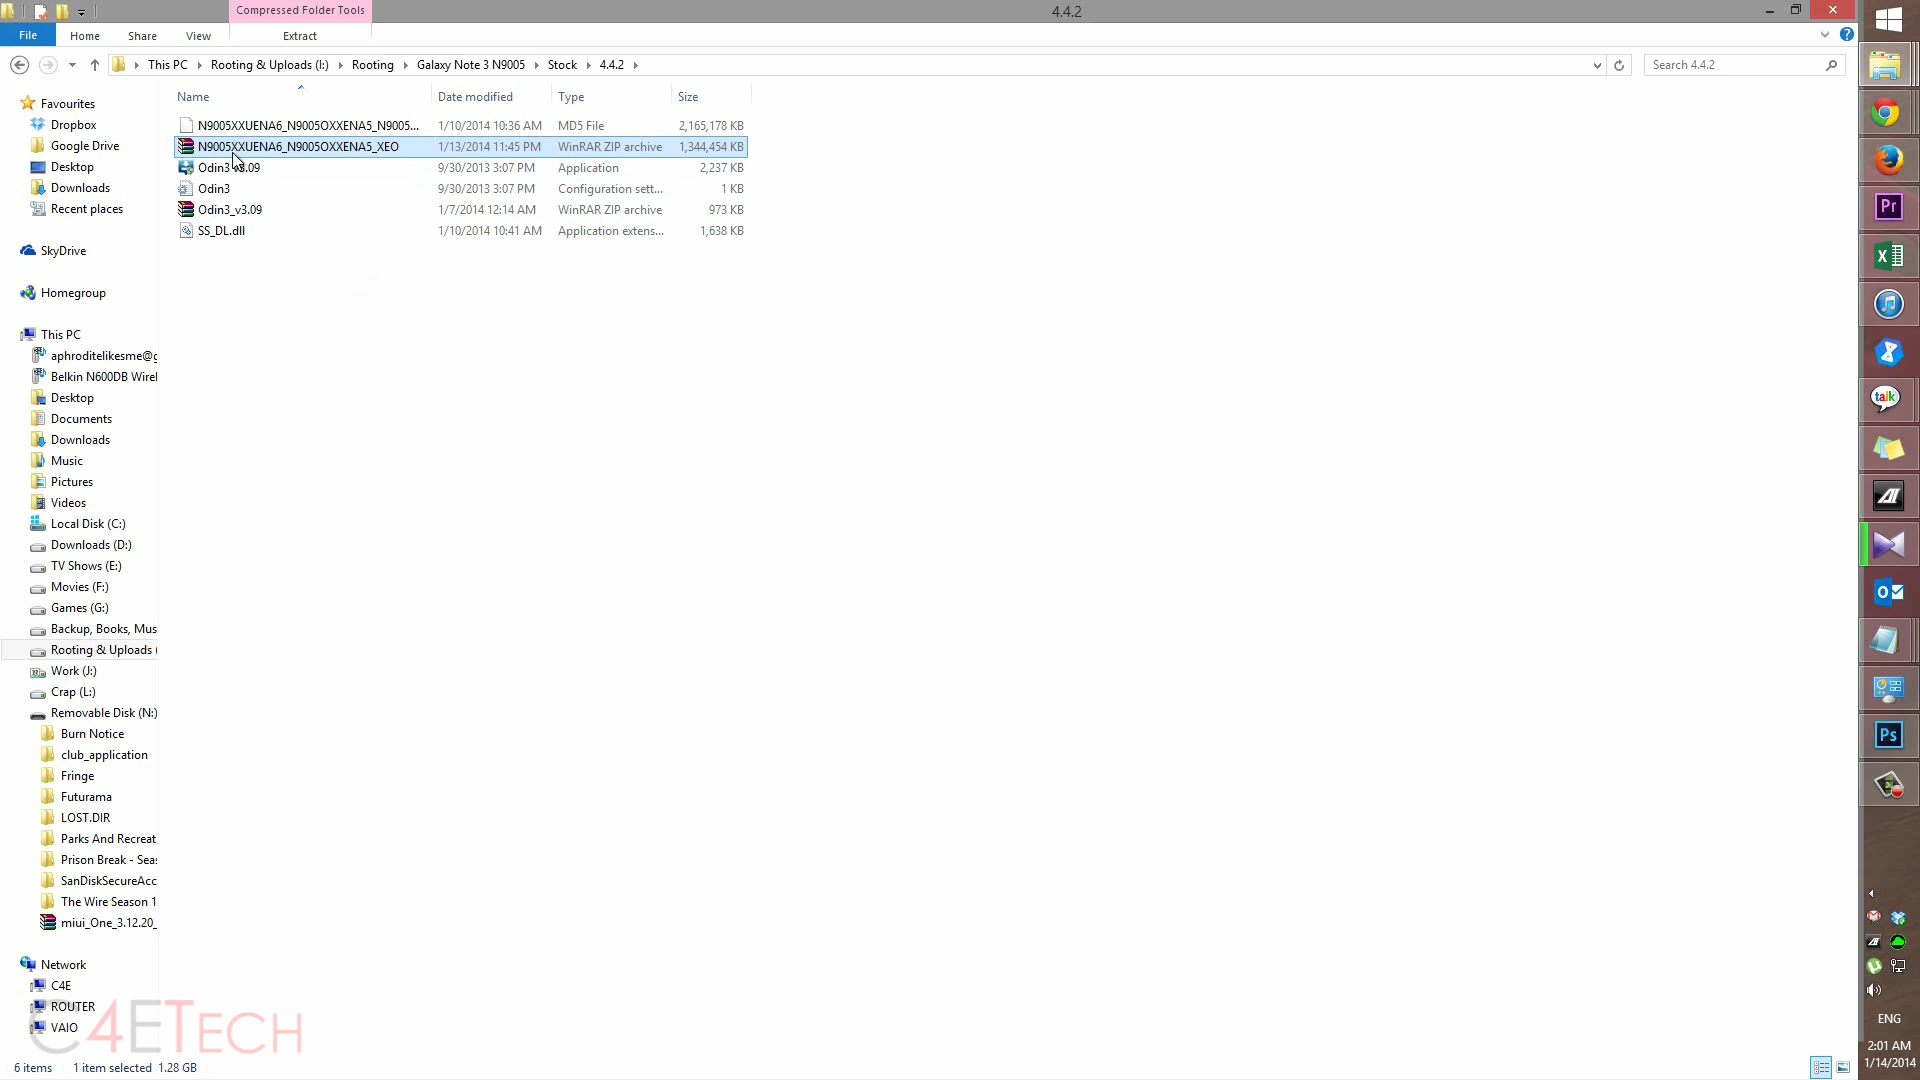 Compressed Folder Tools
4.4.2
File
Home
Share
View
Extract
This PC
Rooting & Uploads (I:)
Rooting
Galaxy Note 3 N9005
Stock
4.4.2
Search 4.4.2
Name
Date modified
Type
Size
N9005XXUENA6_N9005OXXENA5_N9005... 1/10/2014 10:36 AM MD5 File 2,165,178 KB
N9005XXUENA6_N9005OXXENA5_XEO 1/13/2014 11:45 PM WinRAR ZIP archive 1,344,454 KB
Odin3 v3.09 9/30/2013 3:07 PM Application 2,237 KB
Odin3 9/30/2013 3:07 PM Configuration sett... 1 KB
Odin3_v3.09 1/7/2014 12:14 AM WinRAR ZIP archive 973 KB
SS_DL.dll 1/10/2014 10:41 AM Application extens... 1,638 KB
Favourites
Dropbox
Google Drive
Desktop
Downloads
Recent places
SkyDrive
Homegroup
This PC
aphroditelikesme@g
Belkin N600DB Wirel
Desktop
Documents
Downloads
Music
Pictures
Videos
Local Disk (C:)
Downloads (D:)
TV Shows (E:)
Movies (F:)
Games (G:)
Backup, Books, Mus
Rooting & Uploads (
Work (J:)
Crap (L:)
Removable Disk (N:)
Burn Notice
club_application
Fringe
Futurama
LOST.DIR
Parks And Recreat
Prison Break - Seas
SanDiskSecureAcc
The Wire Season 1
miui_One_3.12.20_
Network
C4E
ROUTER
VAIO
C4ETECH
6 items
1 item selected 1.28 GB
Pr
talk
Ps
ENG
2:01 AM
1/14/2014